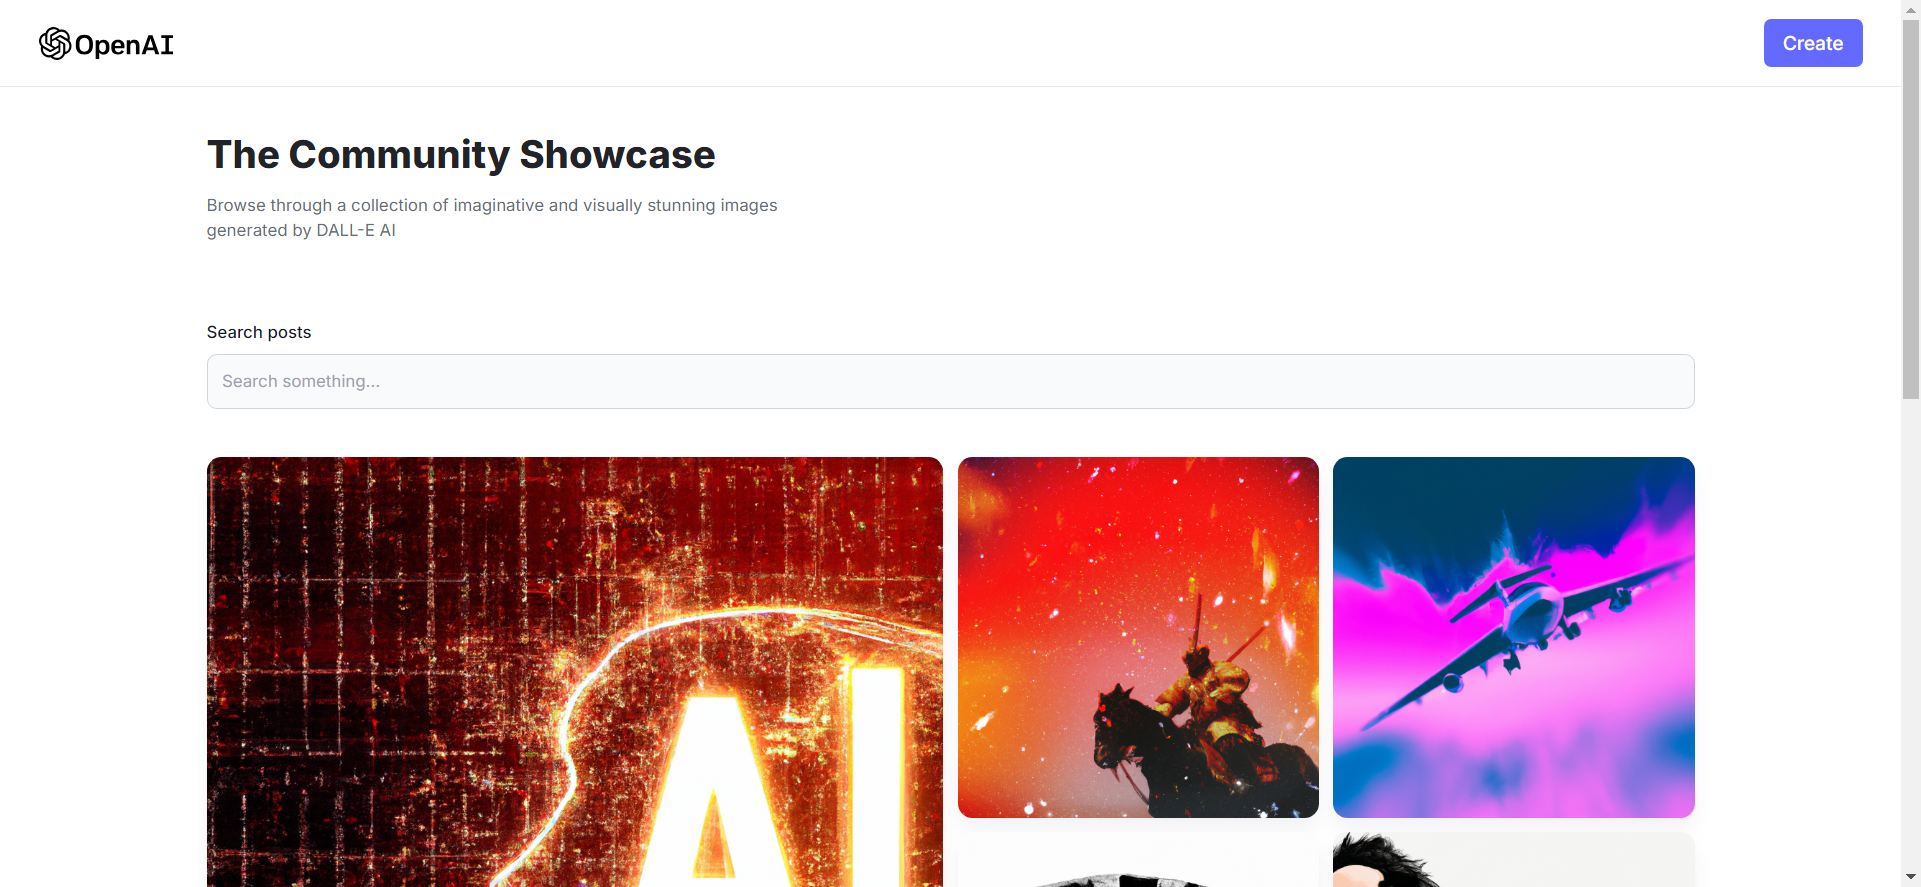 OpenAI
Create
The Community Showcase
Browse through a collection of imaginative and visually stunning images
generated by DALL-E AI
Search posts
Search something...
AI